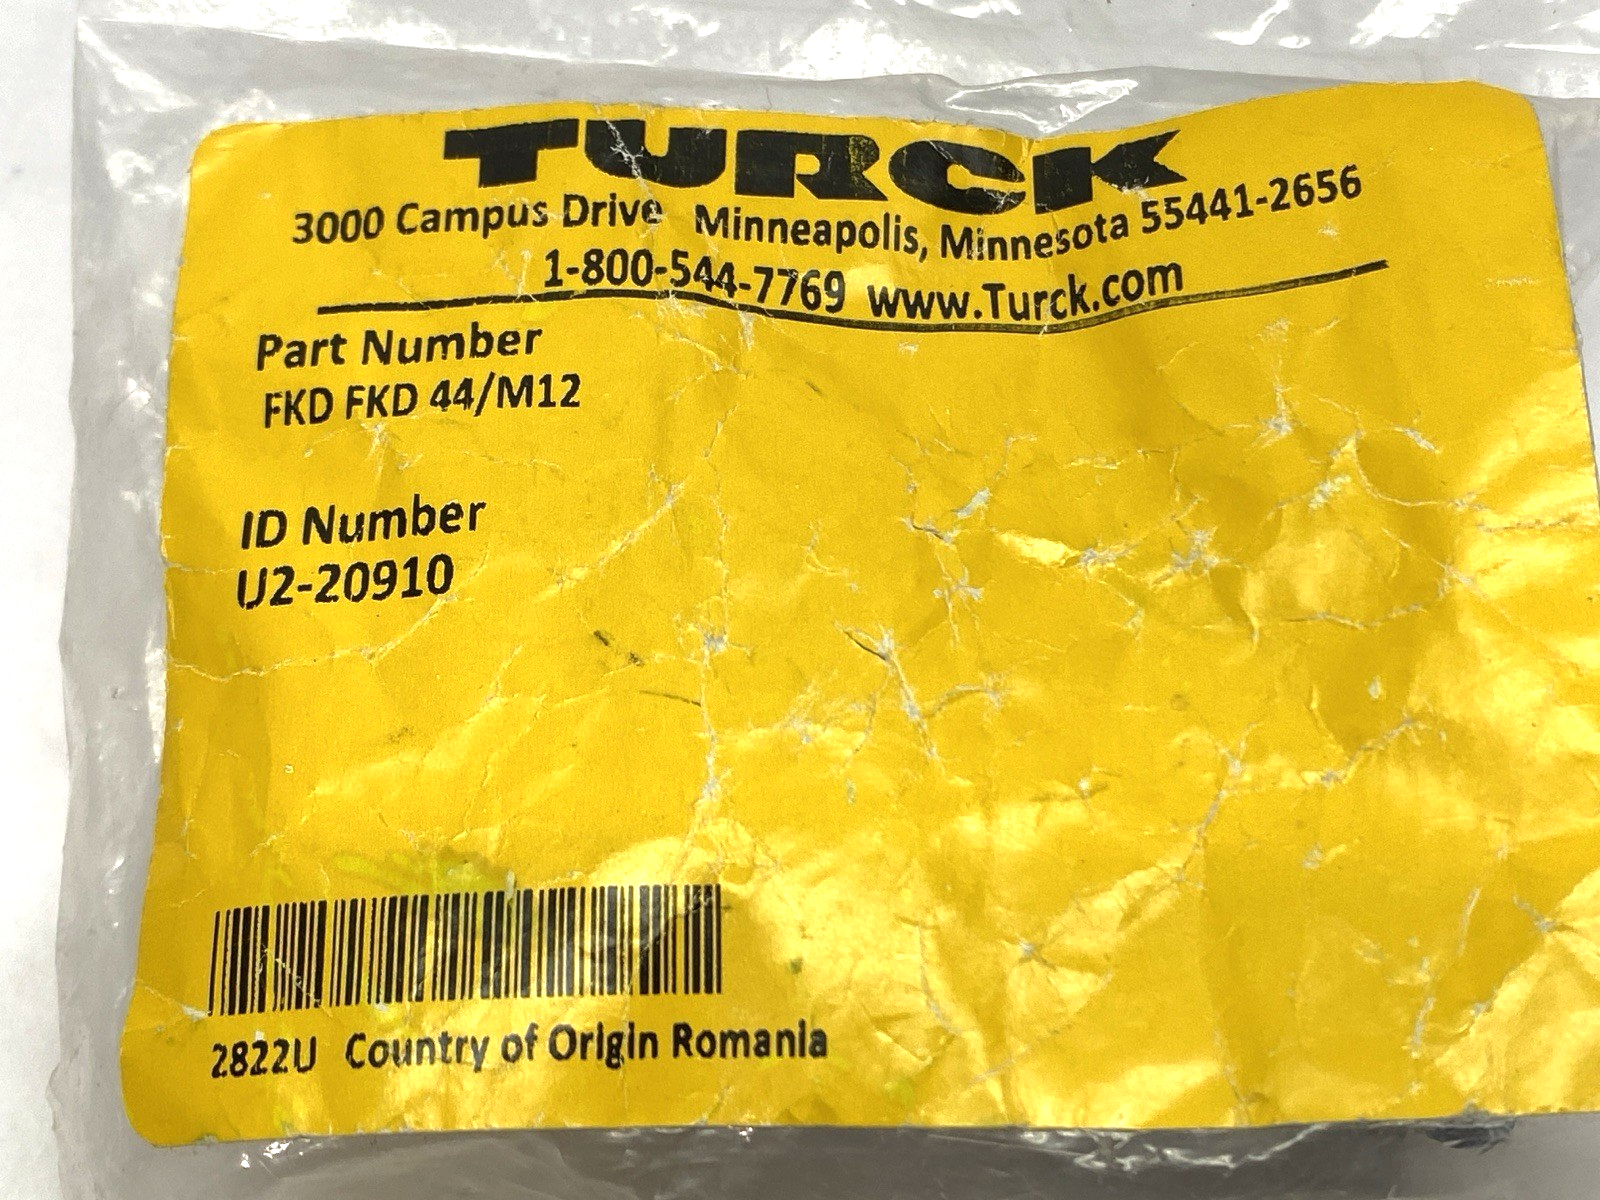 TURCK
3000 Campus Drive Minneapolis, Minnesota 55441-2656
1-800-544-7769 www.Turck.com
Part Number
FKD FKD 44/M12
ID Number
U2-20910
2822U Country of Origin Romania